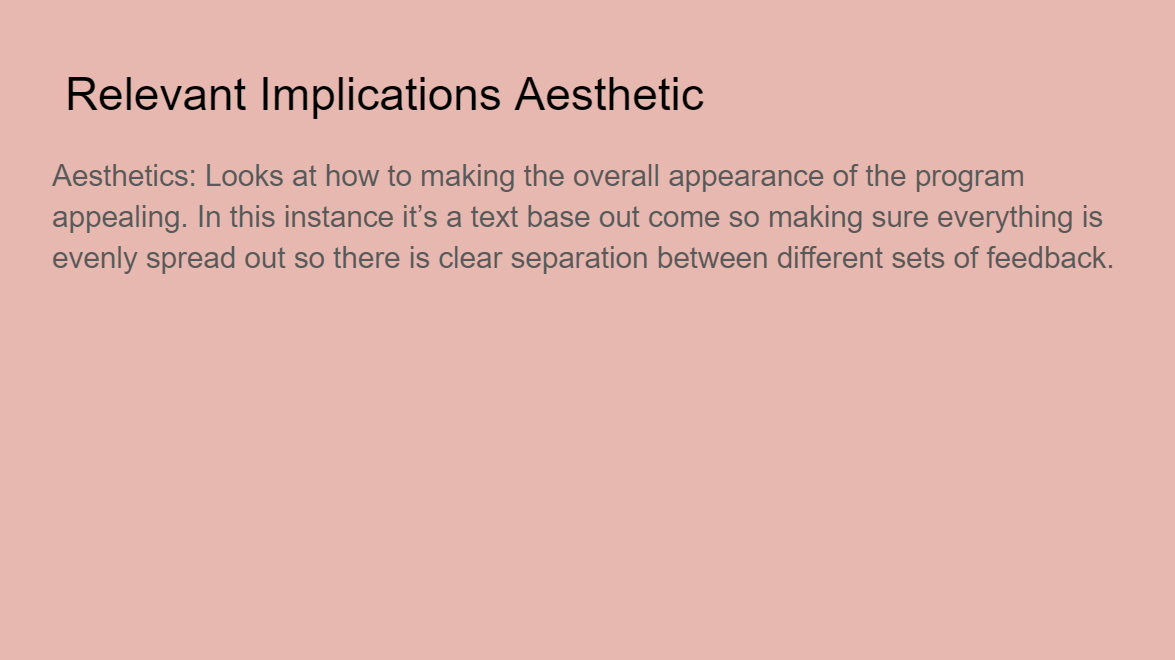 Relevant Implications Aesthetic
Aesthetics: Looks at how to making the overall appearance of the program
appealing. In this instance it’s a text base out come so making sure everything is
evenly spread out so there is clear separation between different sets of feedback.